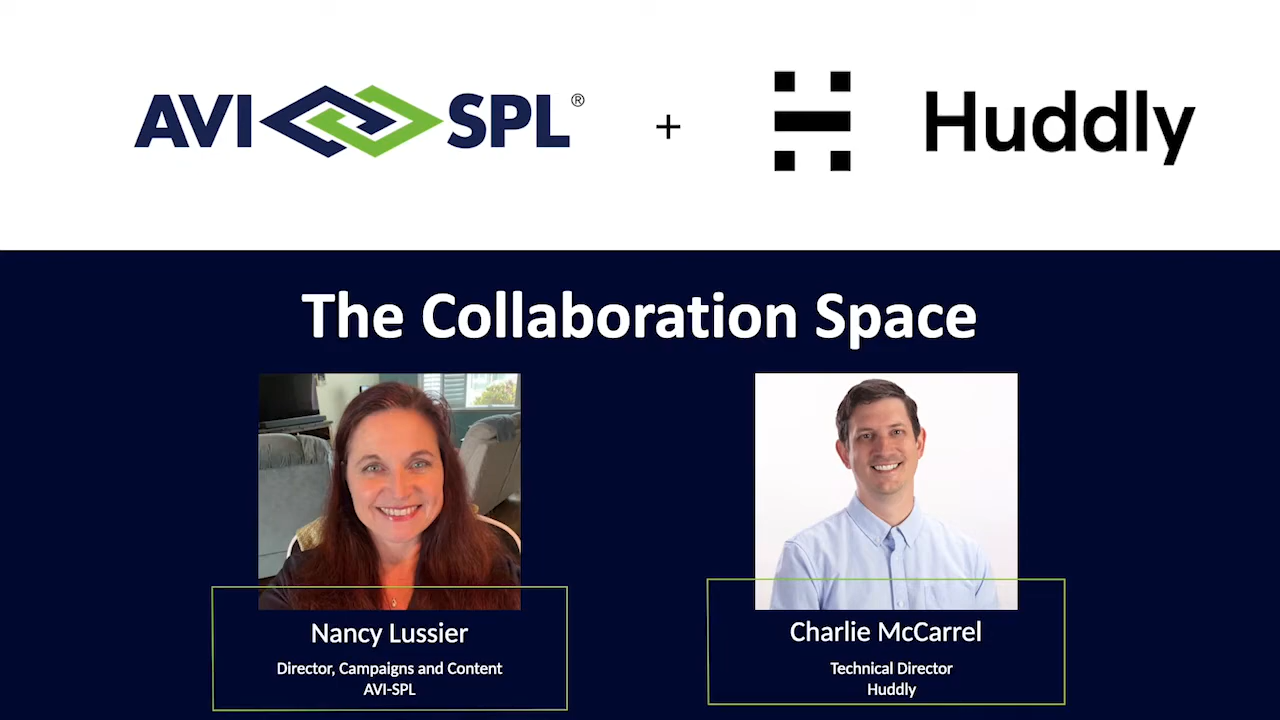 AVI SPL® + Huddly
The Collaboration Space
Nancy Lussier
Director, Campaigns and Content
AVI-SPL
Charlie McCarrel
Technical Director
Huddly